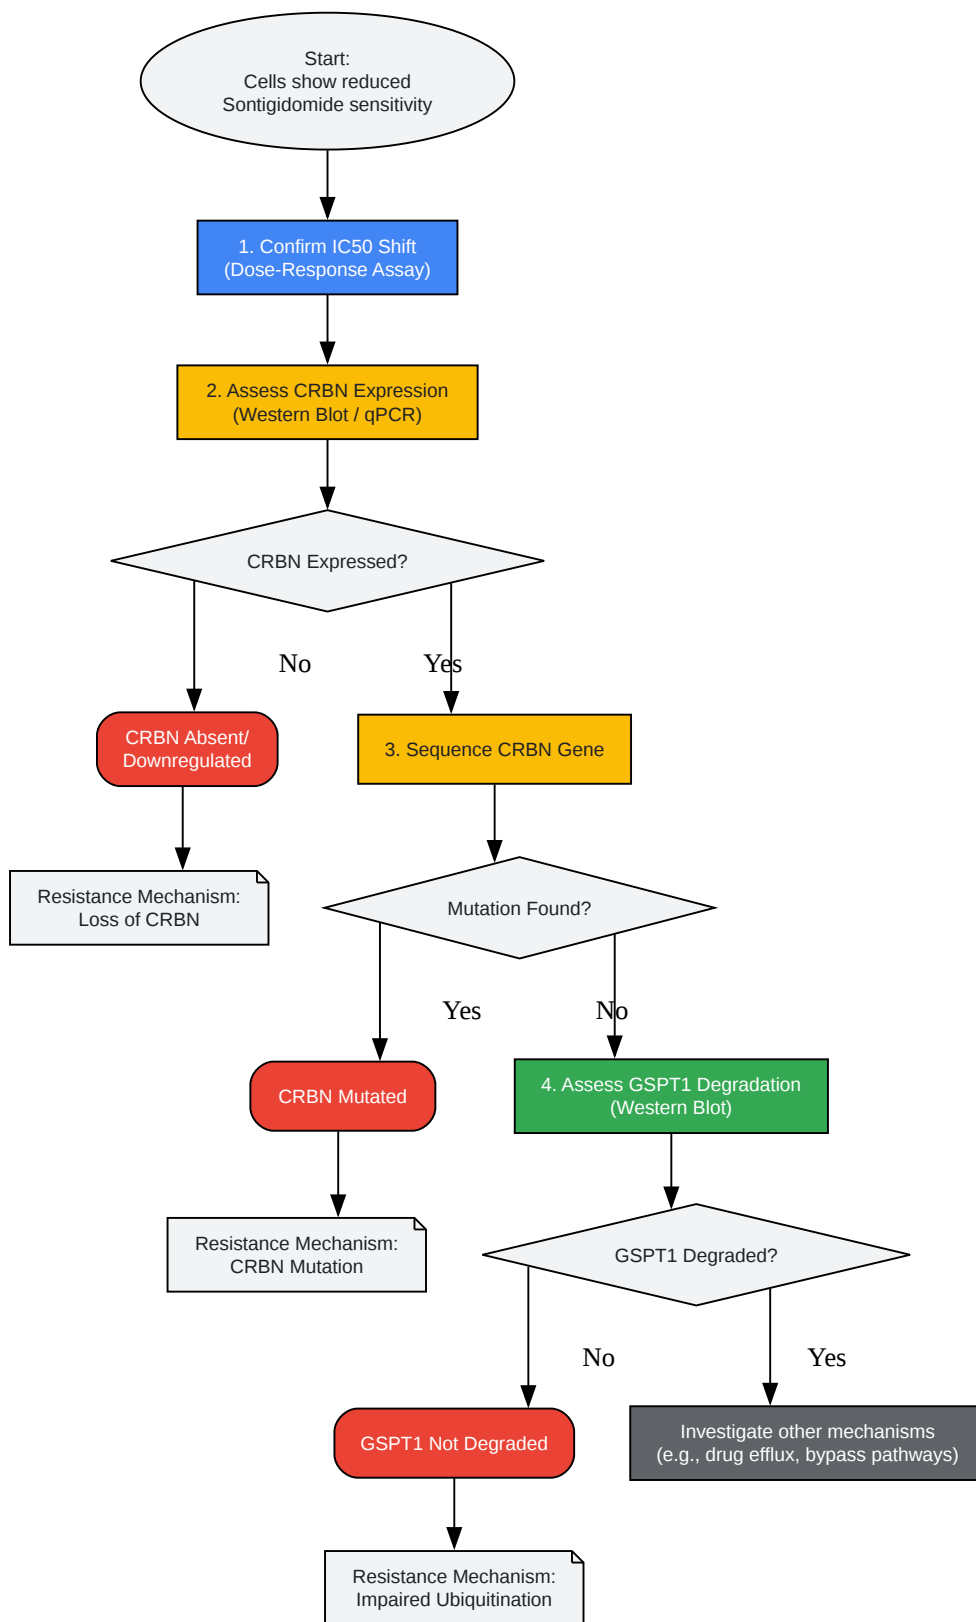 Start:
Cells show reduced
Sontigidomide sensitivity
1. Confirm IC50 Shift
(Dose-Response Assay)
2. Assess CRBN Expression
(Western Blot / qPCR)
CRBN Expressed?
No
Yes
CRBN Absent/
Downregulated
3. Sequence CRBN Gene
Resistance Mechanism:
Loss of CRBN
Mutation Found?
Yes
No
CRBN Mutated
4. Assess GSPT1 Degradation
(Western Blot)
Resistance Mechanism:
CRBN Mutation
GSPT1 Degraded?
No
Yes
GSPT1 Not Degraded
Investigate other mechanisms
(e.g., drug efflux, bypass pathways)
Resistance Mechanism:
Impaired Ubiquitination